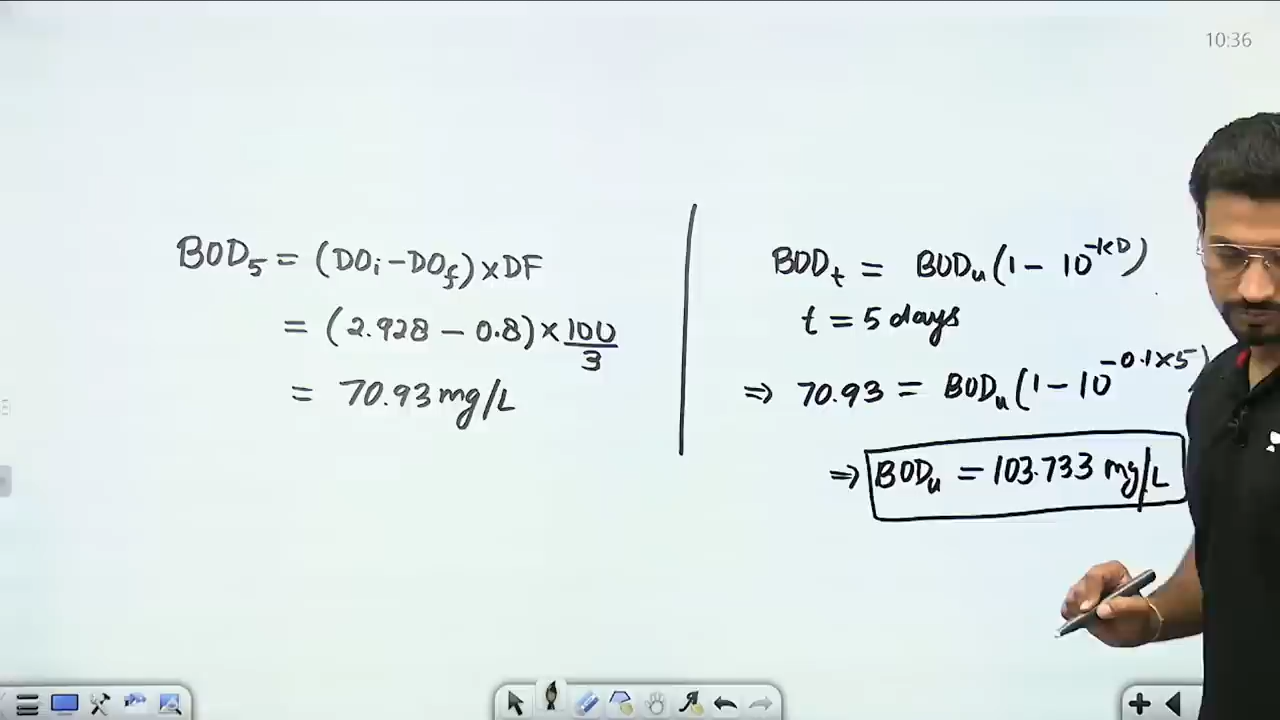 10:36
BOD₅ = (DOᵢ - DO_f) × DF
= (2.928 - 0.8) × 100/3
= 70.93 mg/L
BODₜ = BODᵤ (1 - 10^-kD)
t = 5 days
⇒ 70.93 = BODᵤ (1 - 10^-0.1×5)
⇒ BODᵤ = 103.733 mg/L